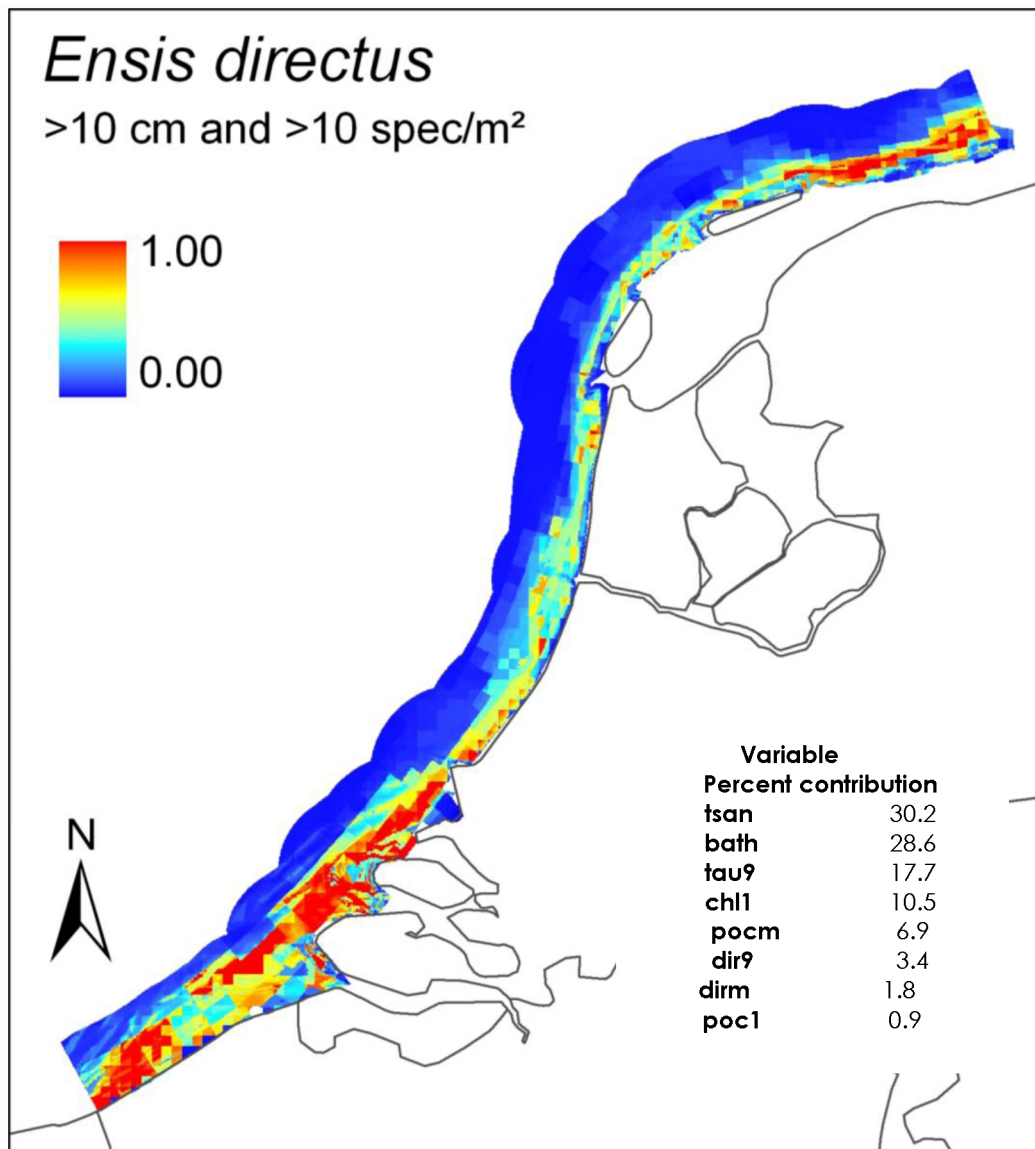 Ensis directus
>10 cm and >10 spec/m²
1.00
0.00
N
Variable
Percent contribution
tsan 30.2
bath 28.6
tau9 17.7
chl1 10.5
pocm 6.9
dir9 3.4
dirm 1.8
poc1 0.9